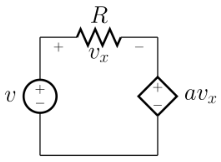 R
+ v_x −
v + − + − av_x